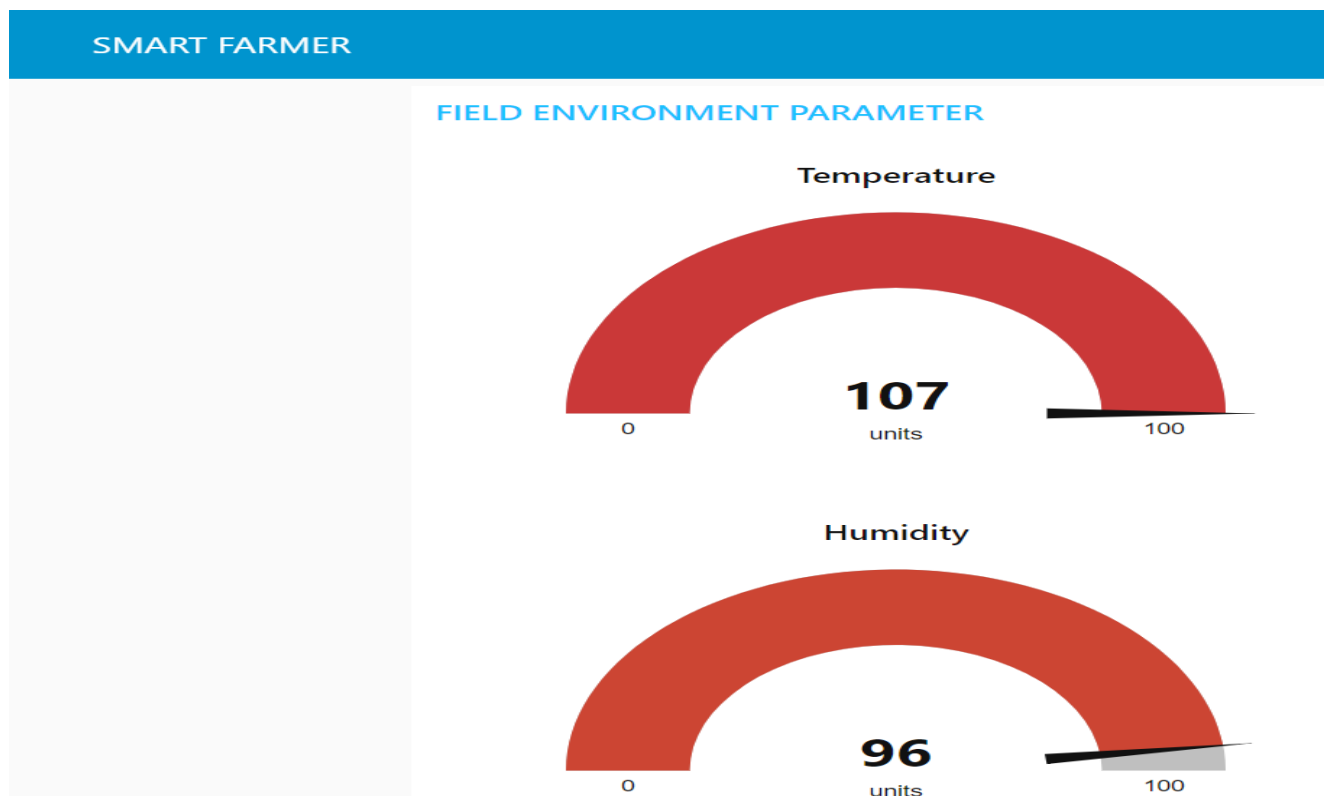 SMART FARMER
FIELD ENVIRONMENT PARAMETER
Temperature
107
units
0
100
Humidity
96
units
0
100